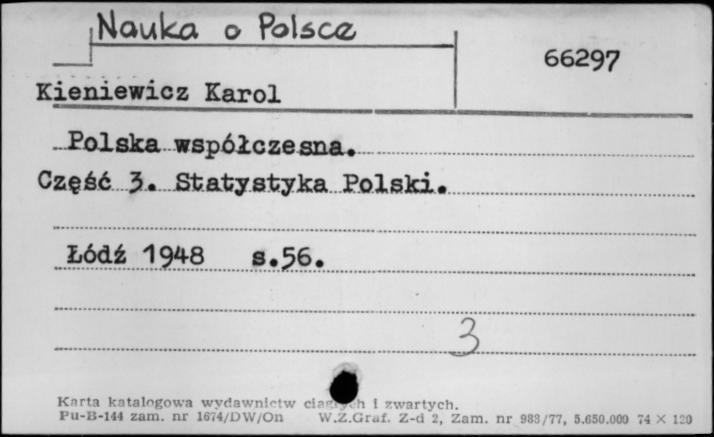 Nauka o Polsce
66297
Kieniewicz Karol
Polska współczesna.
Część 3. Statystyka Polski.
Łódź 1948 s.56.
3
Karta katalogowa wydawnictw ciągłych i zwartych.
Pu-B-144 zam. nr 1674/DW/On W.Z.Graf. Z-d 2, Zam. nr 988/77, 5.650.000 74 X 120